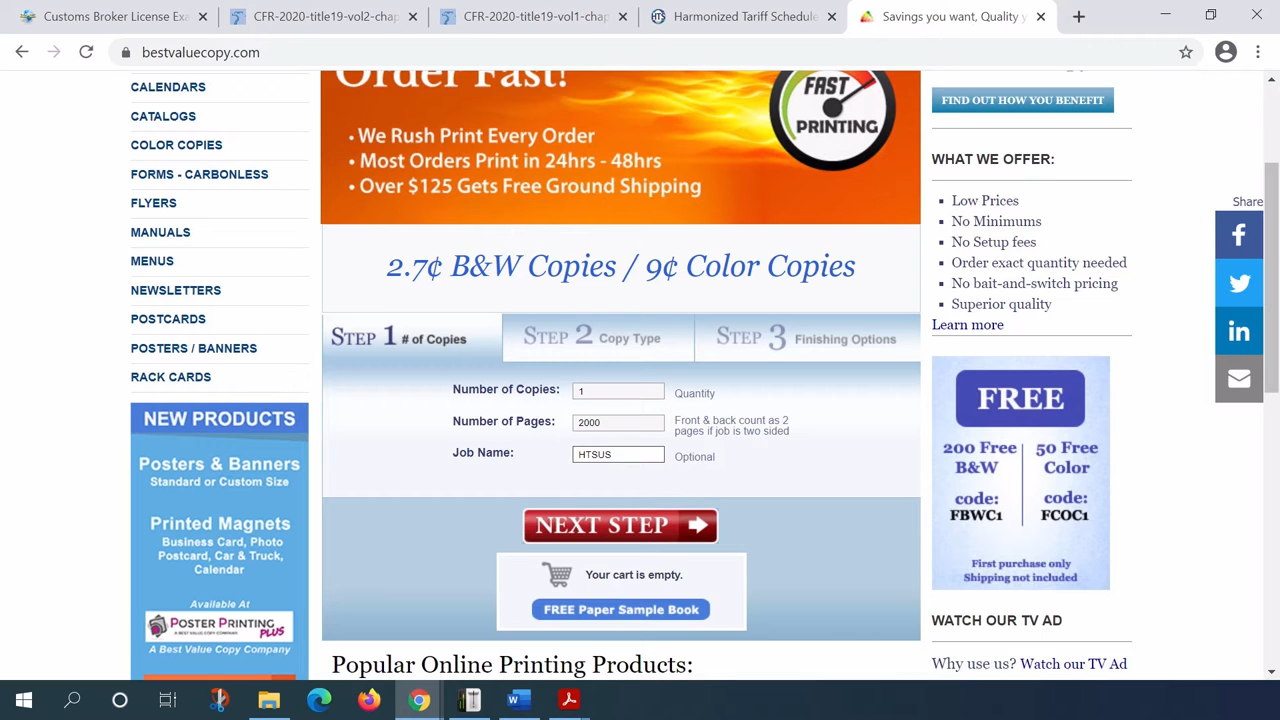 Customs Broker License Exa
CFR-2020-title19-vol2-chap
CFR-2020-title19-vol1-chap
Harmonized Tariff Schedule
Savings you want, Quality y
bestvaluecopy.com
CALENDARS
CATALOGS
COLOR COPIES
FORMS - CARBONLESS
FLYERS
MANUALS
MENUS
NEWSLETTERS
POSTCARDS
POSTERS / BANNERS
RACK CARDS
NEW PRODUCTS
Posters & Banners
Standard or Custom Size
Printed Magnets
Business Card, Photo
Postcard, Car & Truck,
Calendar
Available At
POSTER PRINTING
PLUS
A BEST VALUE COPY COMPANY
A Best Value Copy Company
Order Fast!
• We Rush Print Every Order
• Most Orders Print in 24hrs - 48hrs
• Over $125 Gets Free Ground Shipping
FAST
PRINTING
2.7¢ B&W Copies / 9¢ Color Copies
STEP 1 # of Copies
STEP 2 Copy Type
STEP 3 Finishing Options
Number of Copies: 1 Quantity
Number of Pages: 2000 Front & back count as 2
pages if job is two sided
Job Name: HTSUS Optional
NEXT STEP
Your cart is empty.
FREE Paper Sample Book
Popular Online Printing Products:
FIND OUT HOW YOU BENEFIT
WHAT WE OFFER:
Low Prices
No Minimums
No Setup fees
Order exact quantity needed
No bait-and-switch pricing
Superior quality
Learn more
FREE
200 Free
B&W
code:
FBWC1
50 Free
Color
code:
FCOC1
First purchase only
Shipping not included
WATCH OUR TV AD
Why use us? Watch our TV Ad
Share